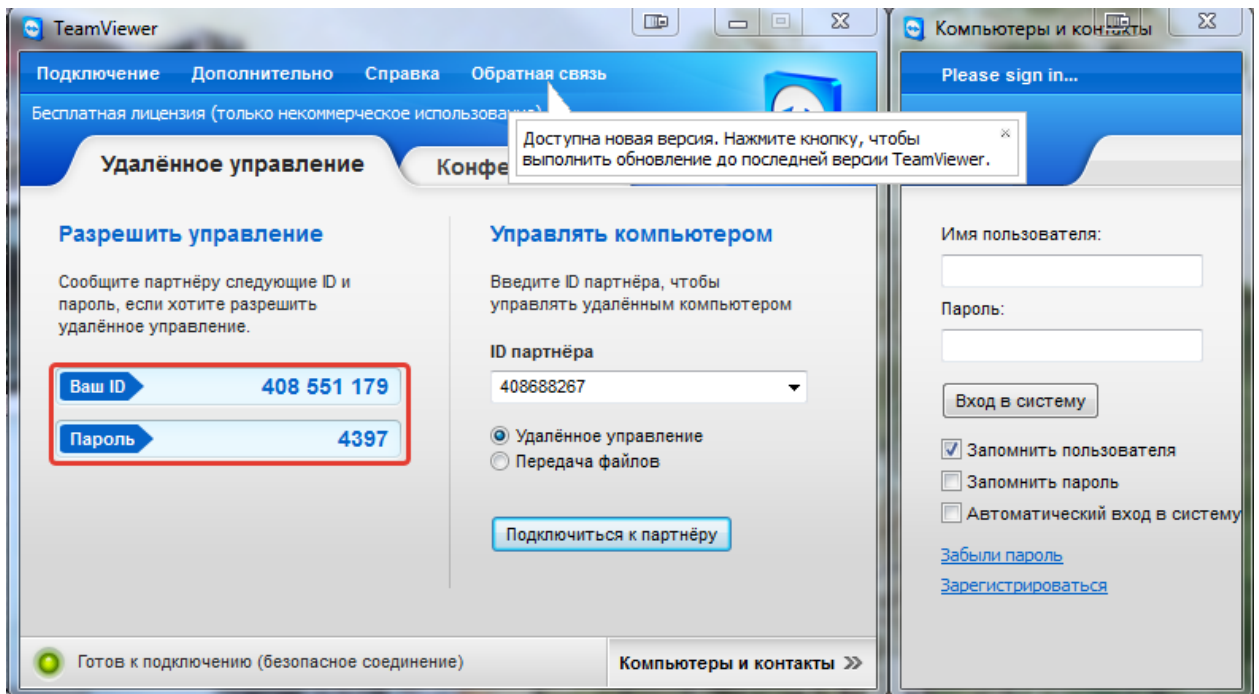 TeamViewer
Подключение Дополнительно Справка Обратная связь
Бесплатная лицензия (только некоммерческое использование)
Доступна новая версия. Нажмите кнопку, чтобы
выполнить обновление до последней версии TeamViewer.
Удалённое управление
Конфе
Разрешить управление
Сообщите партнёру следующие ID и
пароль, если хотите разрешить
удалённое управление.
Ваш ID 408 551 179
Пароль 4397
Управлять компьютером
Введите ID партнёра, чтобы
управлять удалённым компьютером
ID партнёра
408688267
Удалённое управление
Передача файлов
Подключиться к партнёру
Готов к подключению (безопасное соединение)
Компьютеры и контакты
Компьютеры и контакты
Please sign in...
Имя пользователя:
Пароль:
Вход в систему
Запомнить пользователя
Запомнить пароль
Автоматический вход в систему
Забыли пароль
Зарегистрироваться